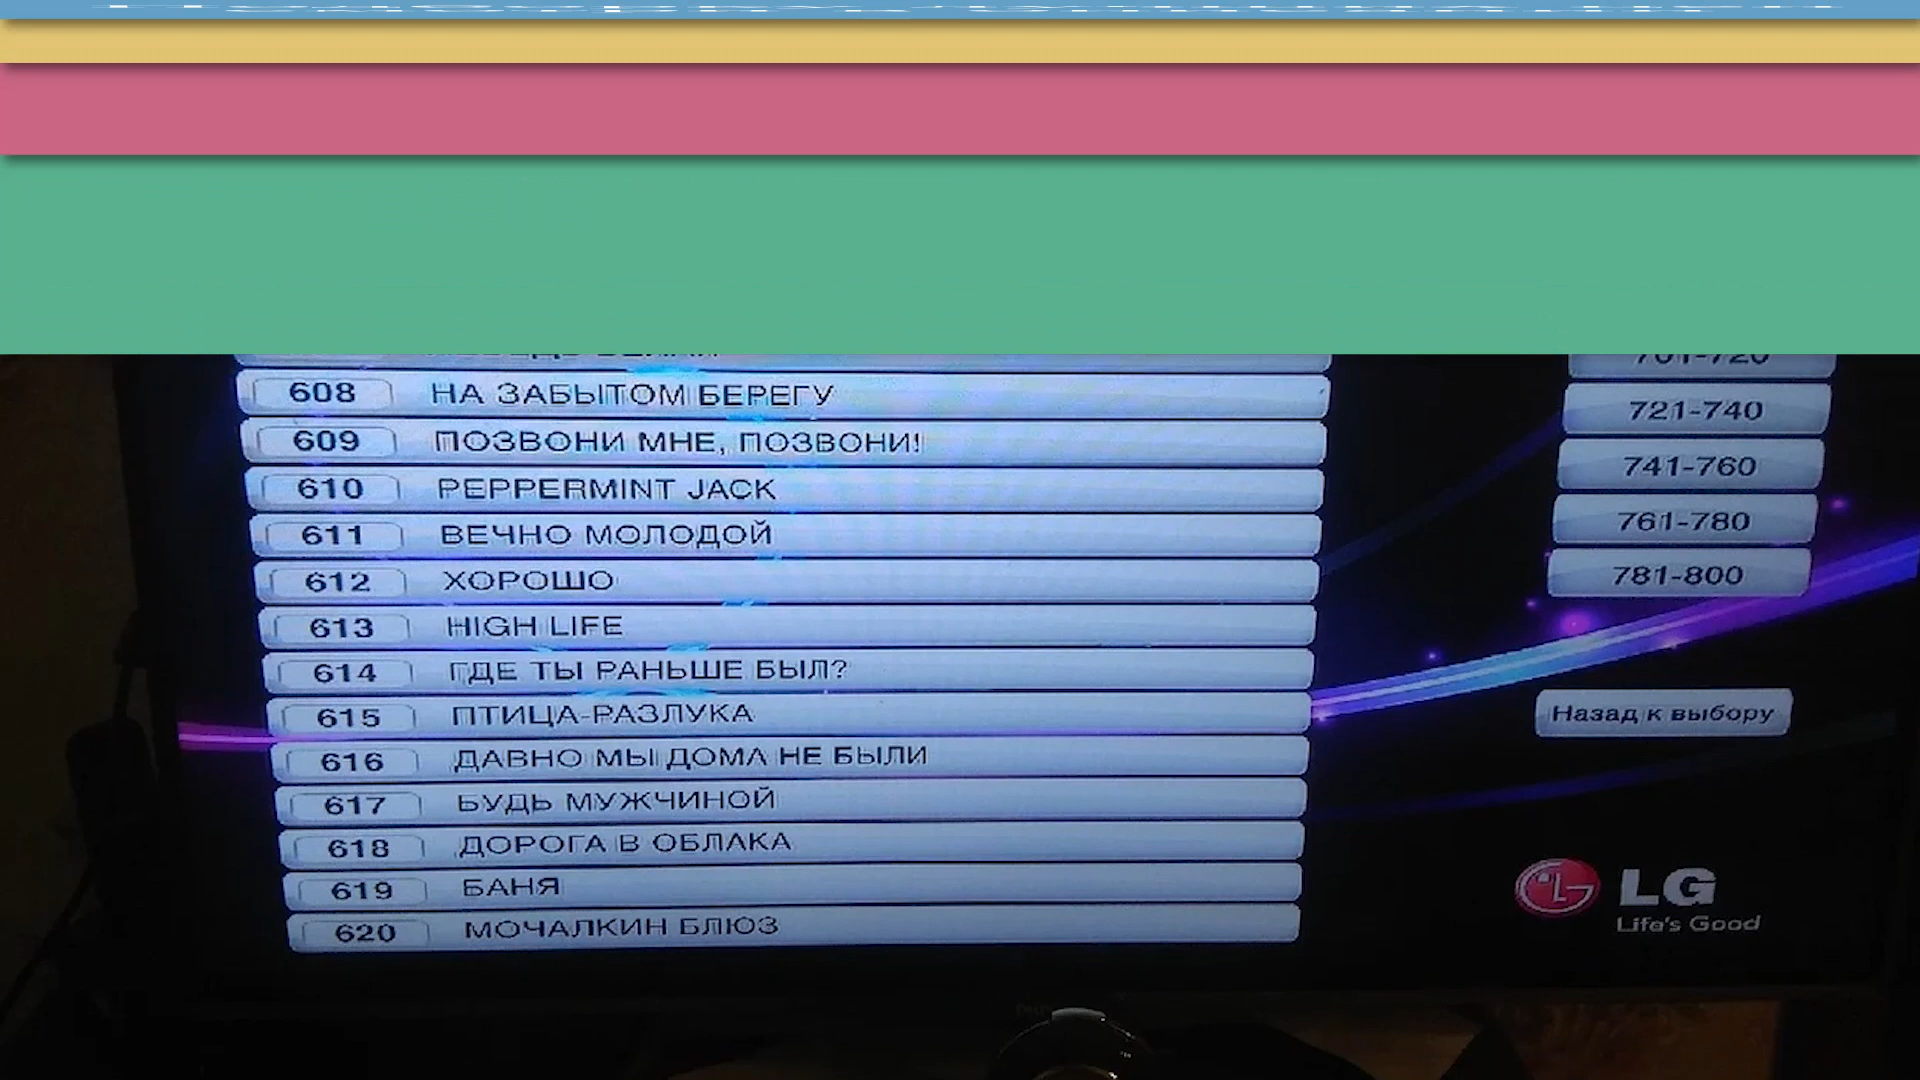 701-720
608 НА ЗАБЫТОМ БЕРЕГУ
721-740
609 ПОЗВОНИ МНЕ, ПОЗВОНИ!
741-760
610 PEPPERMINT JACK
761-780
611 ВЕЧНО МОЛОДОЙ
781-800
612 ХОРОШО
613 HIGH LIFE
614 ГДЕ ТЫ РАНЬШЕ БЫЛ?
615 ПТИЦА-РАЗЛУКА
Назад к выбору
616 ДАВНО МЫ ДОМА НЕ БЫЛИ
617 БУДЬ МУЖЧИНОЙ
618 ДОРОГА В ОБЛАКА
619 БАНЯ
620 МОЧАЛКИН БЛЮЗ
LG
Life's Good